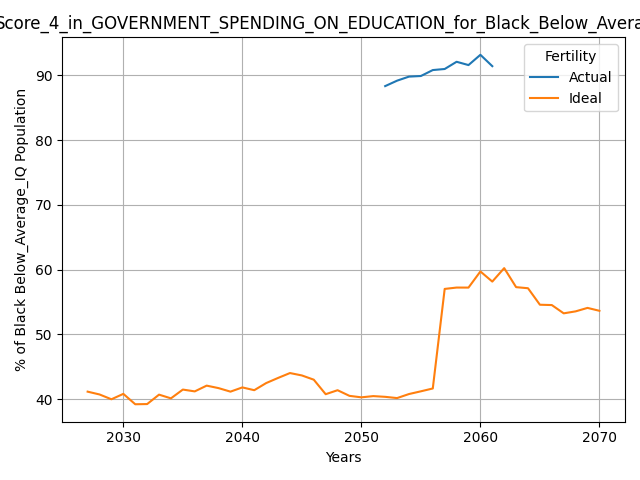 Score_4_in_GOVERNMENT_SPENDING_ON_EDUCATION_for_Black_Below_Avera
% of Black Below_Average_IQ Population
90
80
70
60
50
40
Fertility
Actual
Ideal
2030
2040
2050
2060
2070
Years